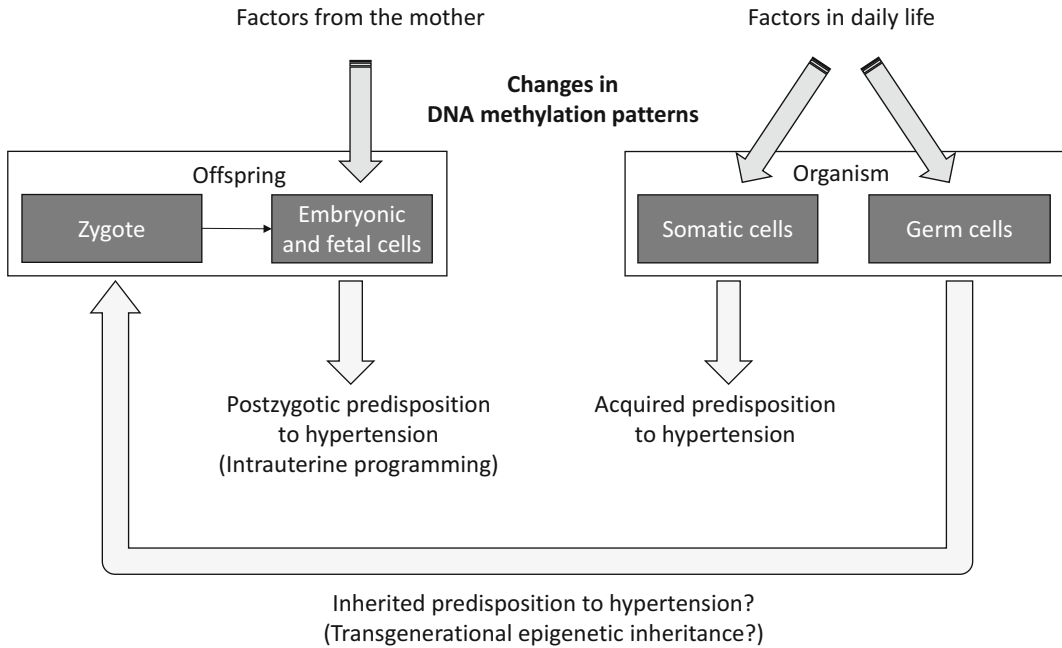 Factors from the mother
Factors in daily life
Changes in
DNA methylation patterns
Offspring
Zygote
Embryonic
and fetal cells
Organism
Somatic cells
Germ cells
Postzygotic predisposition
to hypertension
(Intrauterine programming)
Acquired predisposition
to hypertension
Inherited predisposition to hypertension?
(Transgenerational epigenetic inheritance?)